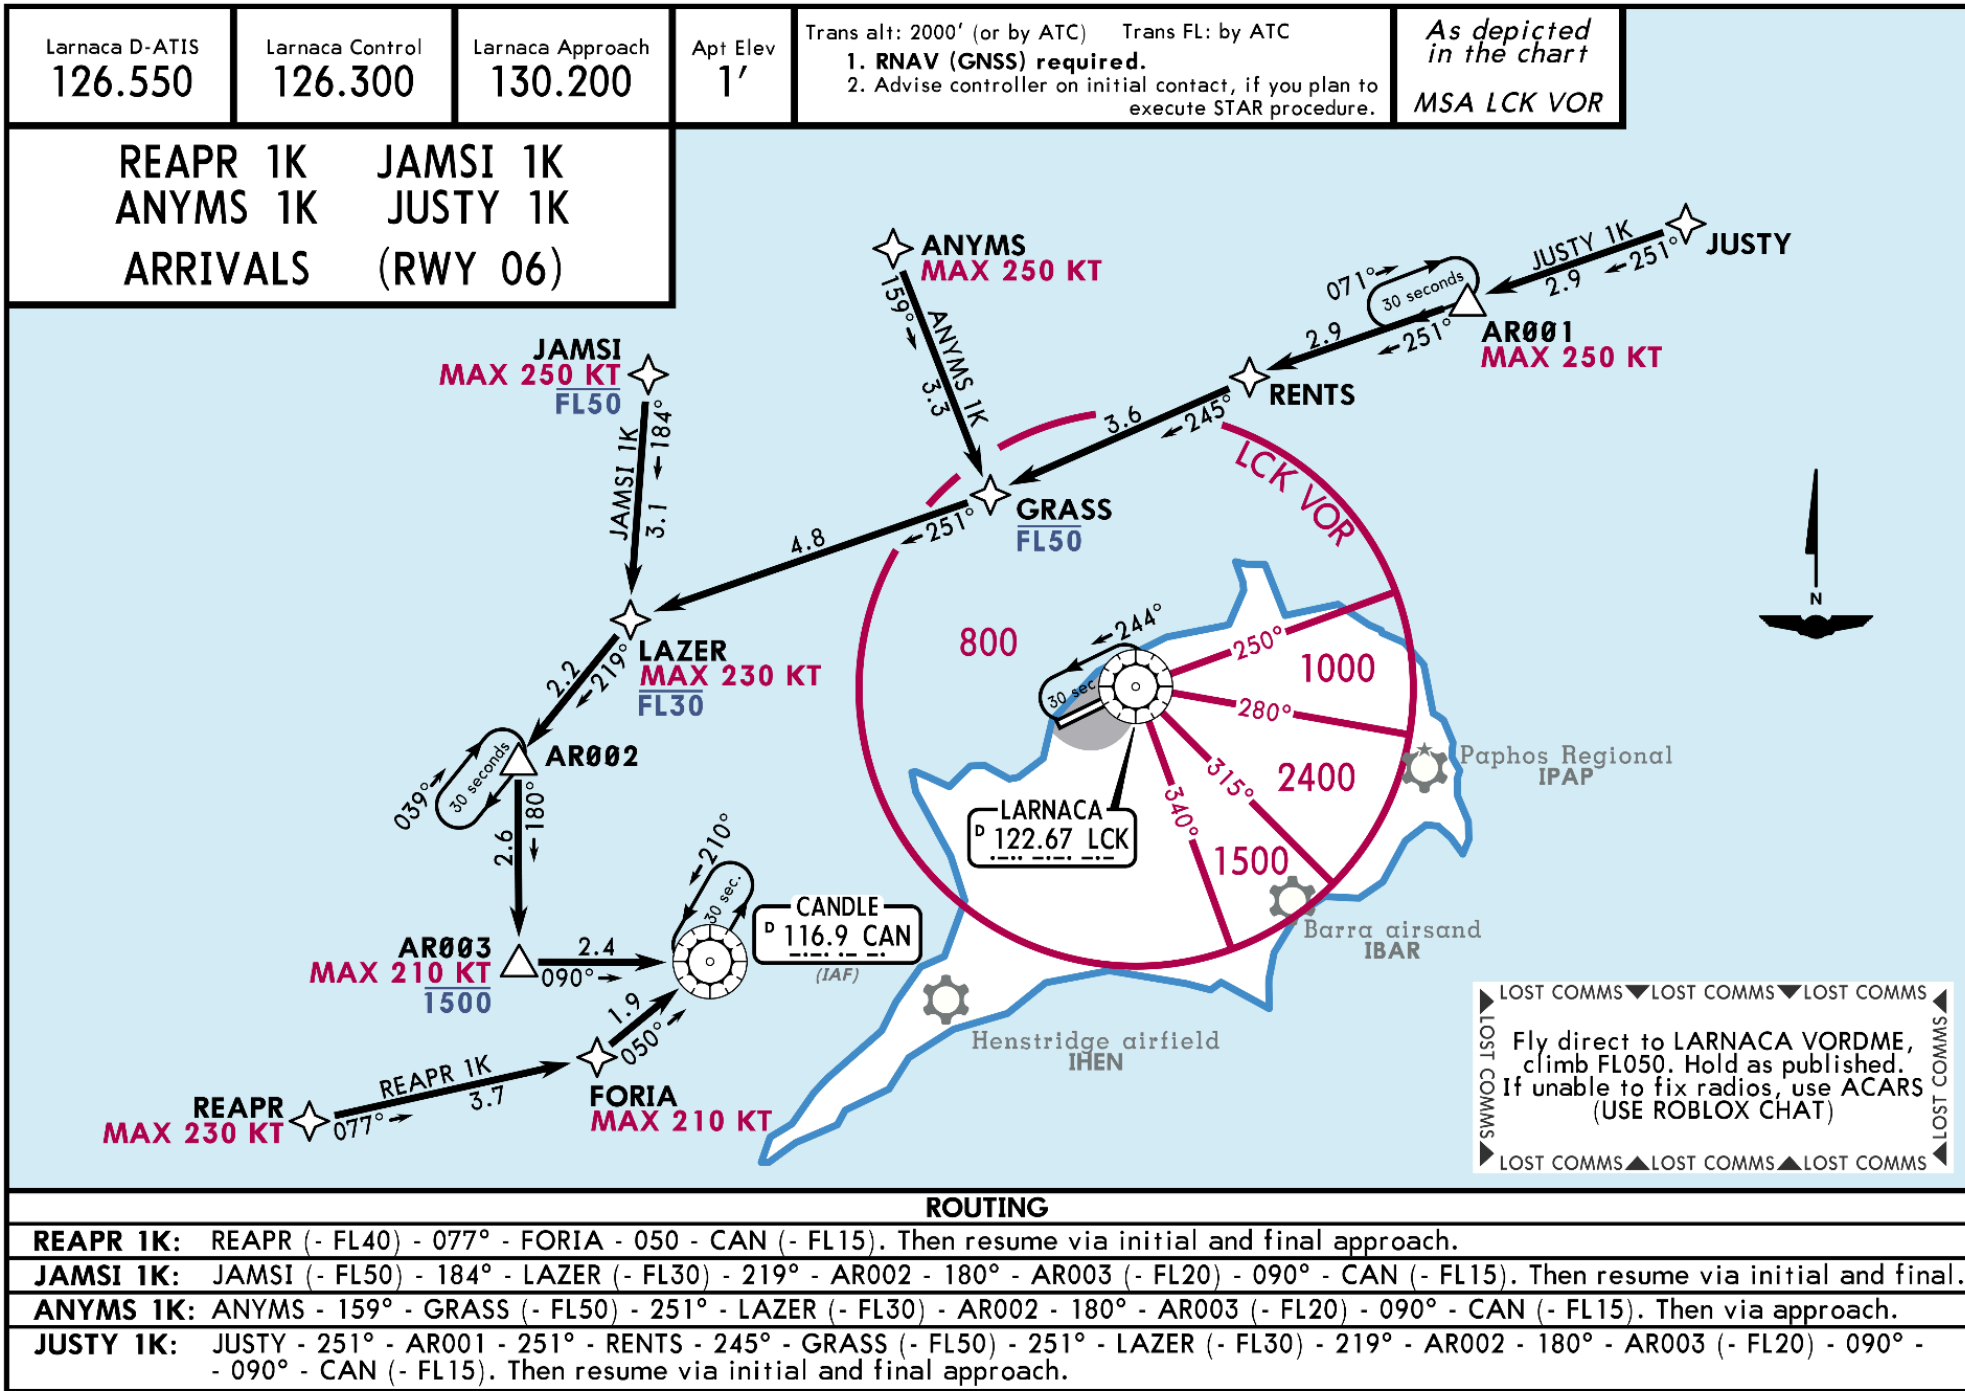 Larnaca D-ATIS
126.550
Larnaca Control
126.300
Larnaca Approach
130.200
Apt Elev
1'
Trans alt: 2000' (or by ATC) Trans FL: by ATC
1. RNAV (GNSS) required.
2. Advise controller on initial contact, if you plan to
execute STAR procedure.
As depicted
in the chart
MSA LCK VOR
REAPR 1K JAMSI 1K
ANYMS 1K JUSTY 1K
ARRIVALS (RWY 06)
JUSTY
JUSTY 1K
2.9
251°
071°
30 seconds
AR001
MAX 250 KT
2.9
251°
RENTS
ANYMS
MAX 250 KT
159°
ANYMS 1K
3.3
3.6
245°
JAMSI
MAX 250 KT
FL50
JAMSI 1K
184°
3.1
GRASS
FL50
251°
4.8
LCK VOR
LAZER
MAX 230 KT
FL30
2.2
219°
800
244°
30 sec
250°
1000
280°
2400
315°
1500
340°
N
AR002
039°
30 seconds
2.6
180°
LARNACA
D 122.67 LCK
Paphos Regional
IPAP
Barra airsand
IBAR
210°
30 sec.
CANDLE
D 116.9 CAN
(IAF)
AR003
MAX 210 KT
1500
2.4
090°
1.9
050°
Henstridge airfield
IHEN
FORIA
MAX 210 KT
REAPR 1K
3.7
077°
REAPR
MAX 230 KT
LOST COMMS LOST COMMS LOST COMMS
LOST COMMS
Fly direct to LARNACA VORDME,
climb FL050. Hold as published.
If unable to fix radios, use ACARS
(USE ROBLOX CHAT)
LOST COMMS
LOST COMMS LOST COMMS LOST COMMS
ROUTING
REAPR 1K: REAPR (- FL40) - 077° - FORIA - 050 - CAN (- FL15). Then resume via initial and final approach.
JAMSI 1K: JAMSI (- FL50) - 184° - LAZER (- FL30) - 219° - AR002 - 180° - AR003 (- FL20) - 090° - CAN (- FL15). Then resume via initial and final.
ANYMS 1K: ANYMS - 159° - GRASS (- FL50) - 251° - LAZER (- FL30) - AR002 - 180° - AR003 (- FL20) - 090° - CAN (- FL15). Then via approach.
JUSTY 1K: JUSTY - 251° - AR001 - 251° - RENTS - 245° - GRASS (- FL50) - 251° - LAZER (- FL30) - 219° - AR002 - 180° - AR003 (- FL20) - 090° -
- 090° - CAN (- FL15). Then resume via initial and final approach.